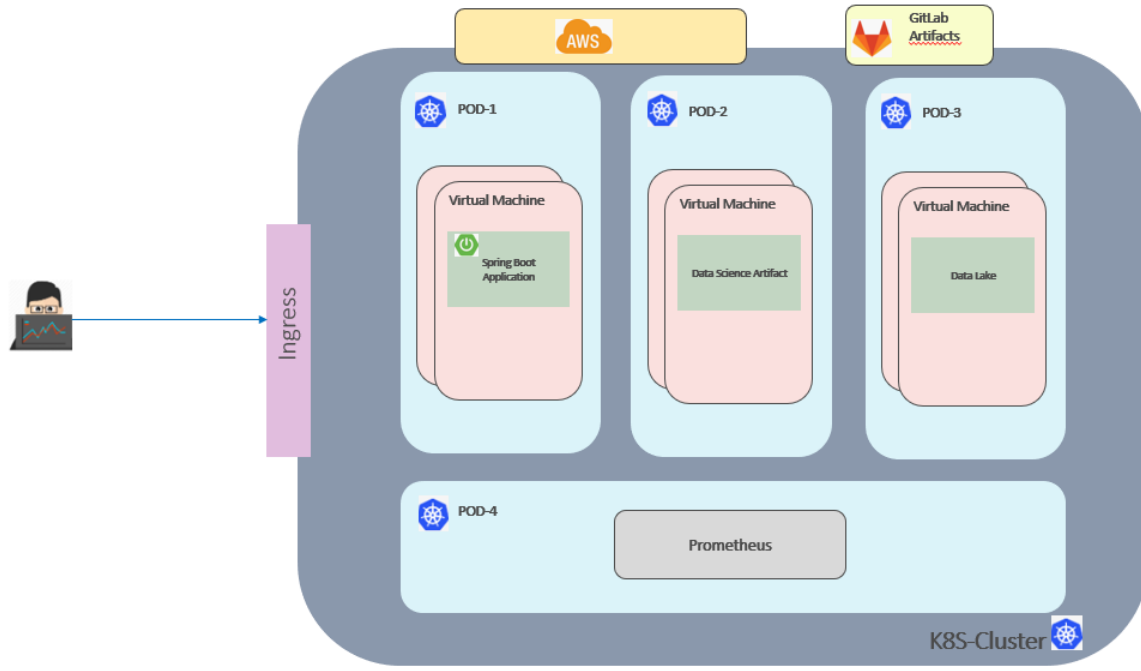 AWS
GitLab
Artifacts
POD-1
POD-2
POD-3
Virtual Machine
Virtual Machine
Virtual Machine
Spring Boot
Application
Data Science Artifact
Data Lake
Ingress
POD-4
Prometheus
K8S-Cluster